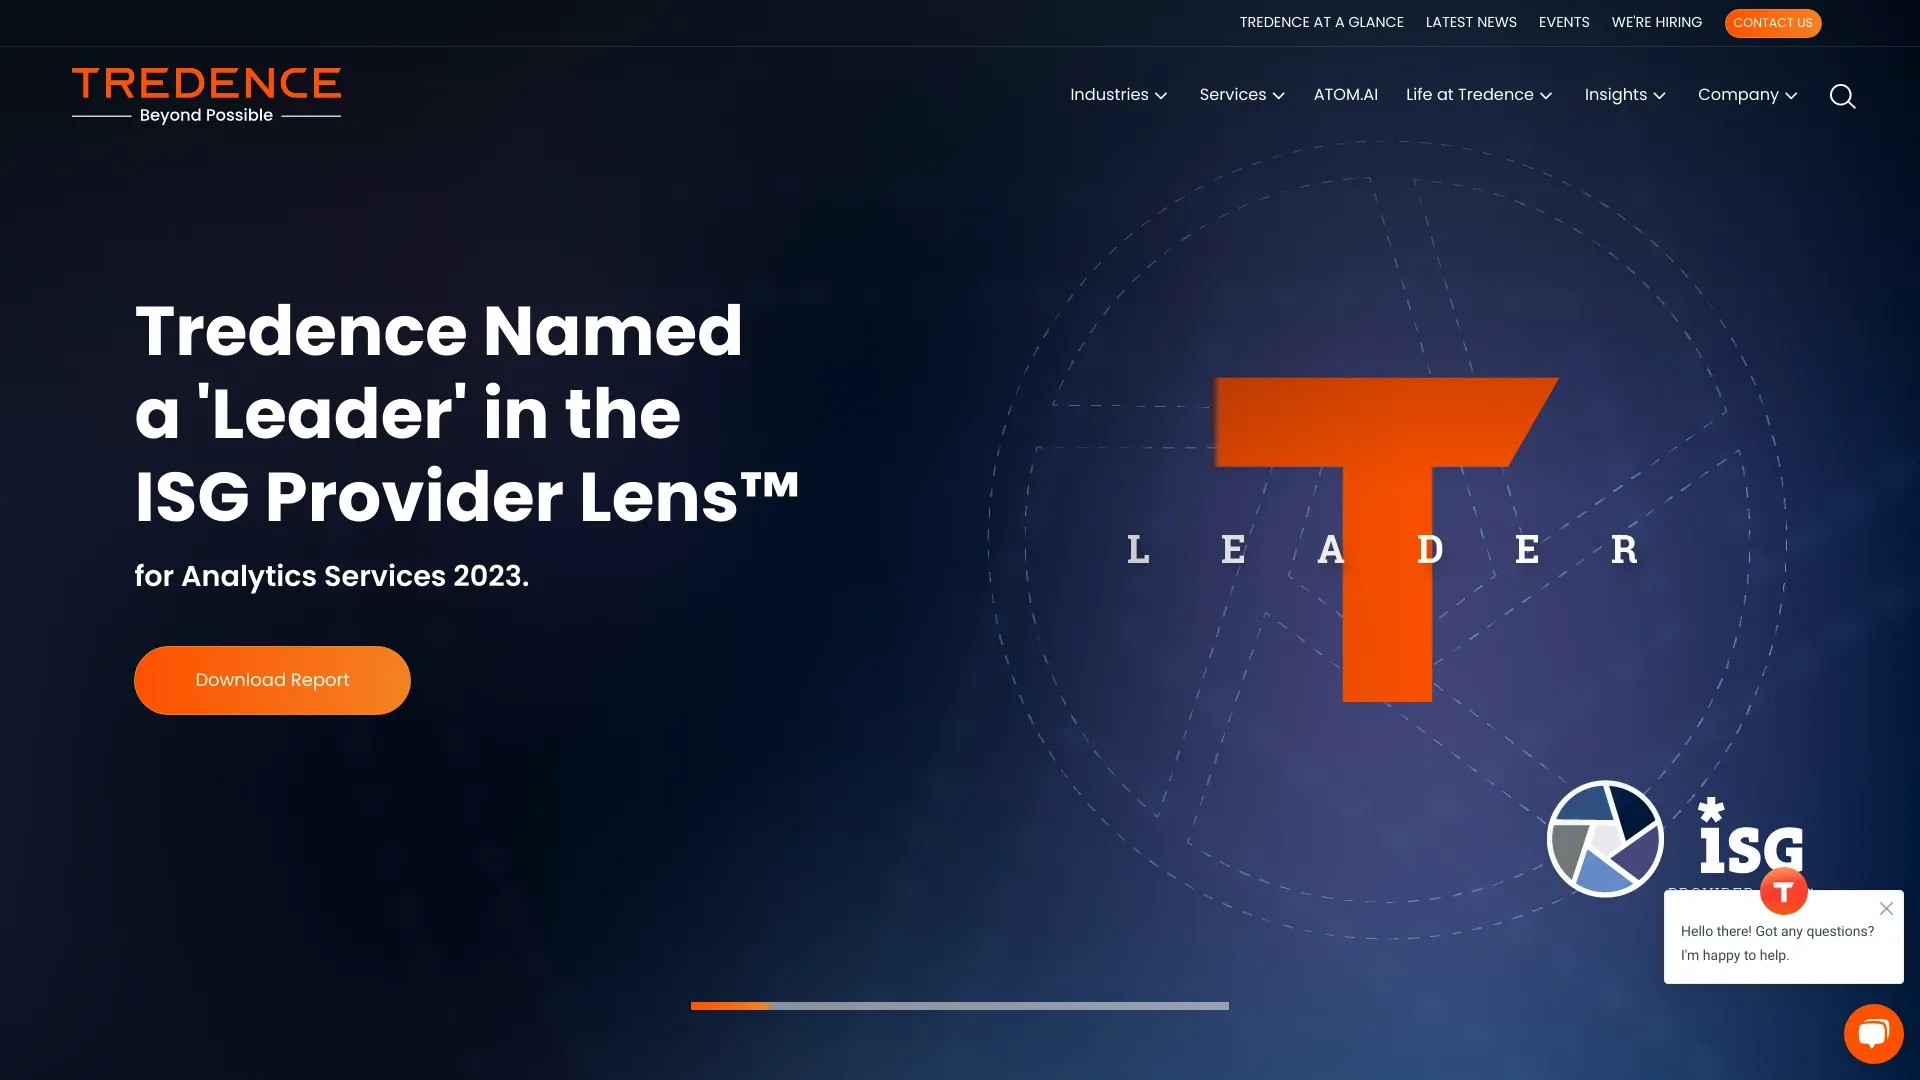 TREDENCE AT A GLANCE LATEST NEWS EVENTS WE'RE HIRING CONTACT US
TREDENCE
Beyond Possible
Industries Services ATOM.AI Life at Tredence Insights Company
Tredence Named
a 'Leader' in the
ISG Provider Lens™
for Analytics Services 2023.
Download Report
T
LEADER
isG
T
Hello there! Got any questions?
I'm happy to help.